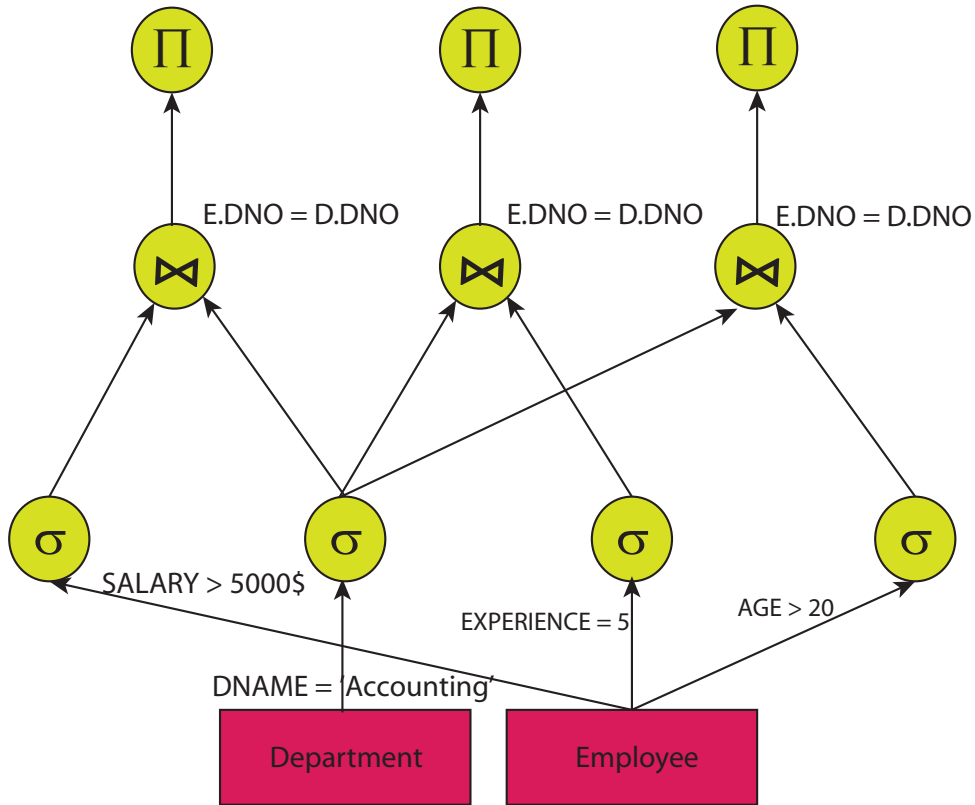 Π Π Π
E.DNO = D.DNO E.DNO = D.DNO E.DNO = D.DNO
⋈ ⋈ ⋈
σ σ σ σ
SALARY > 5000$
EXPERIENCE = 5 AGE > 20
DNAME = 'Accounting'
Department Employee